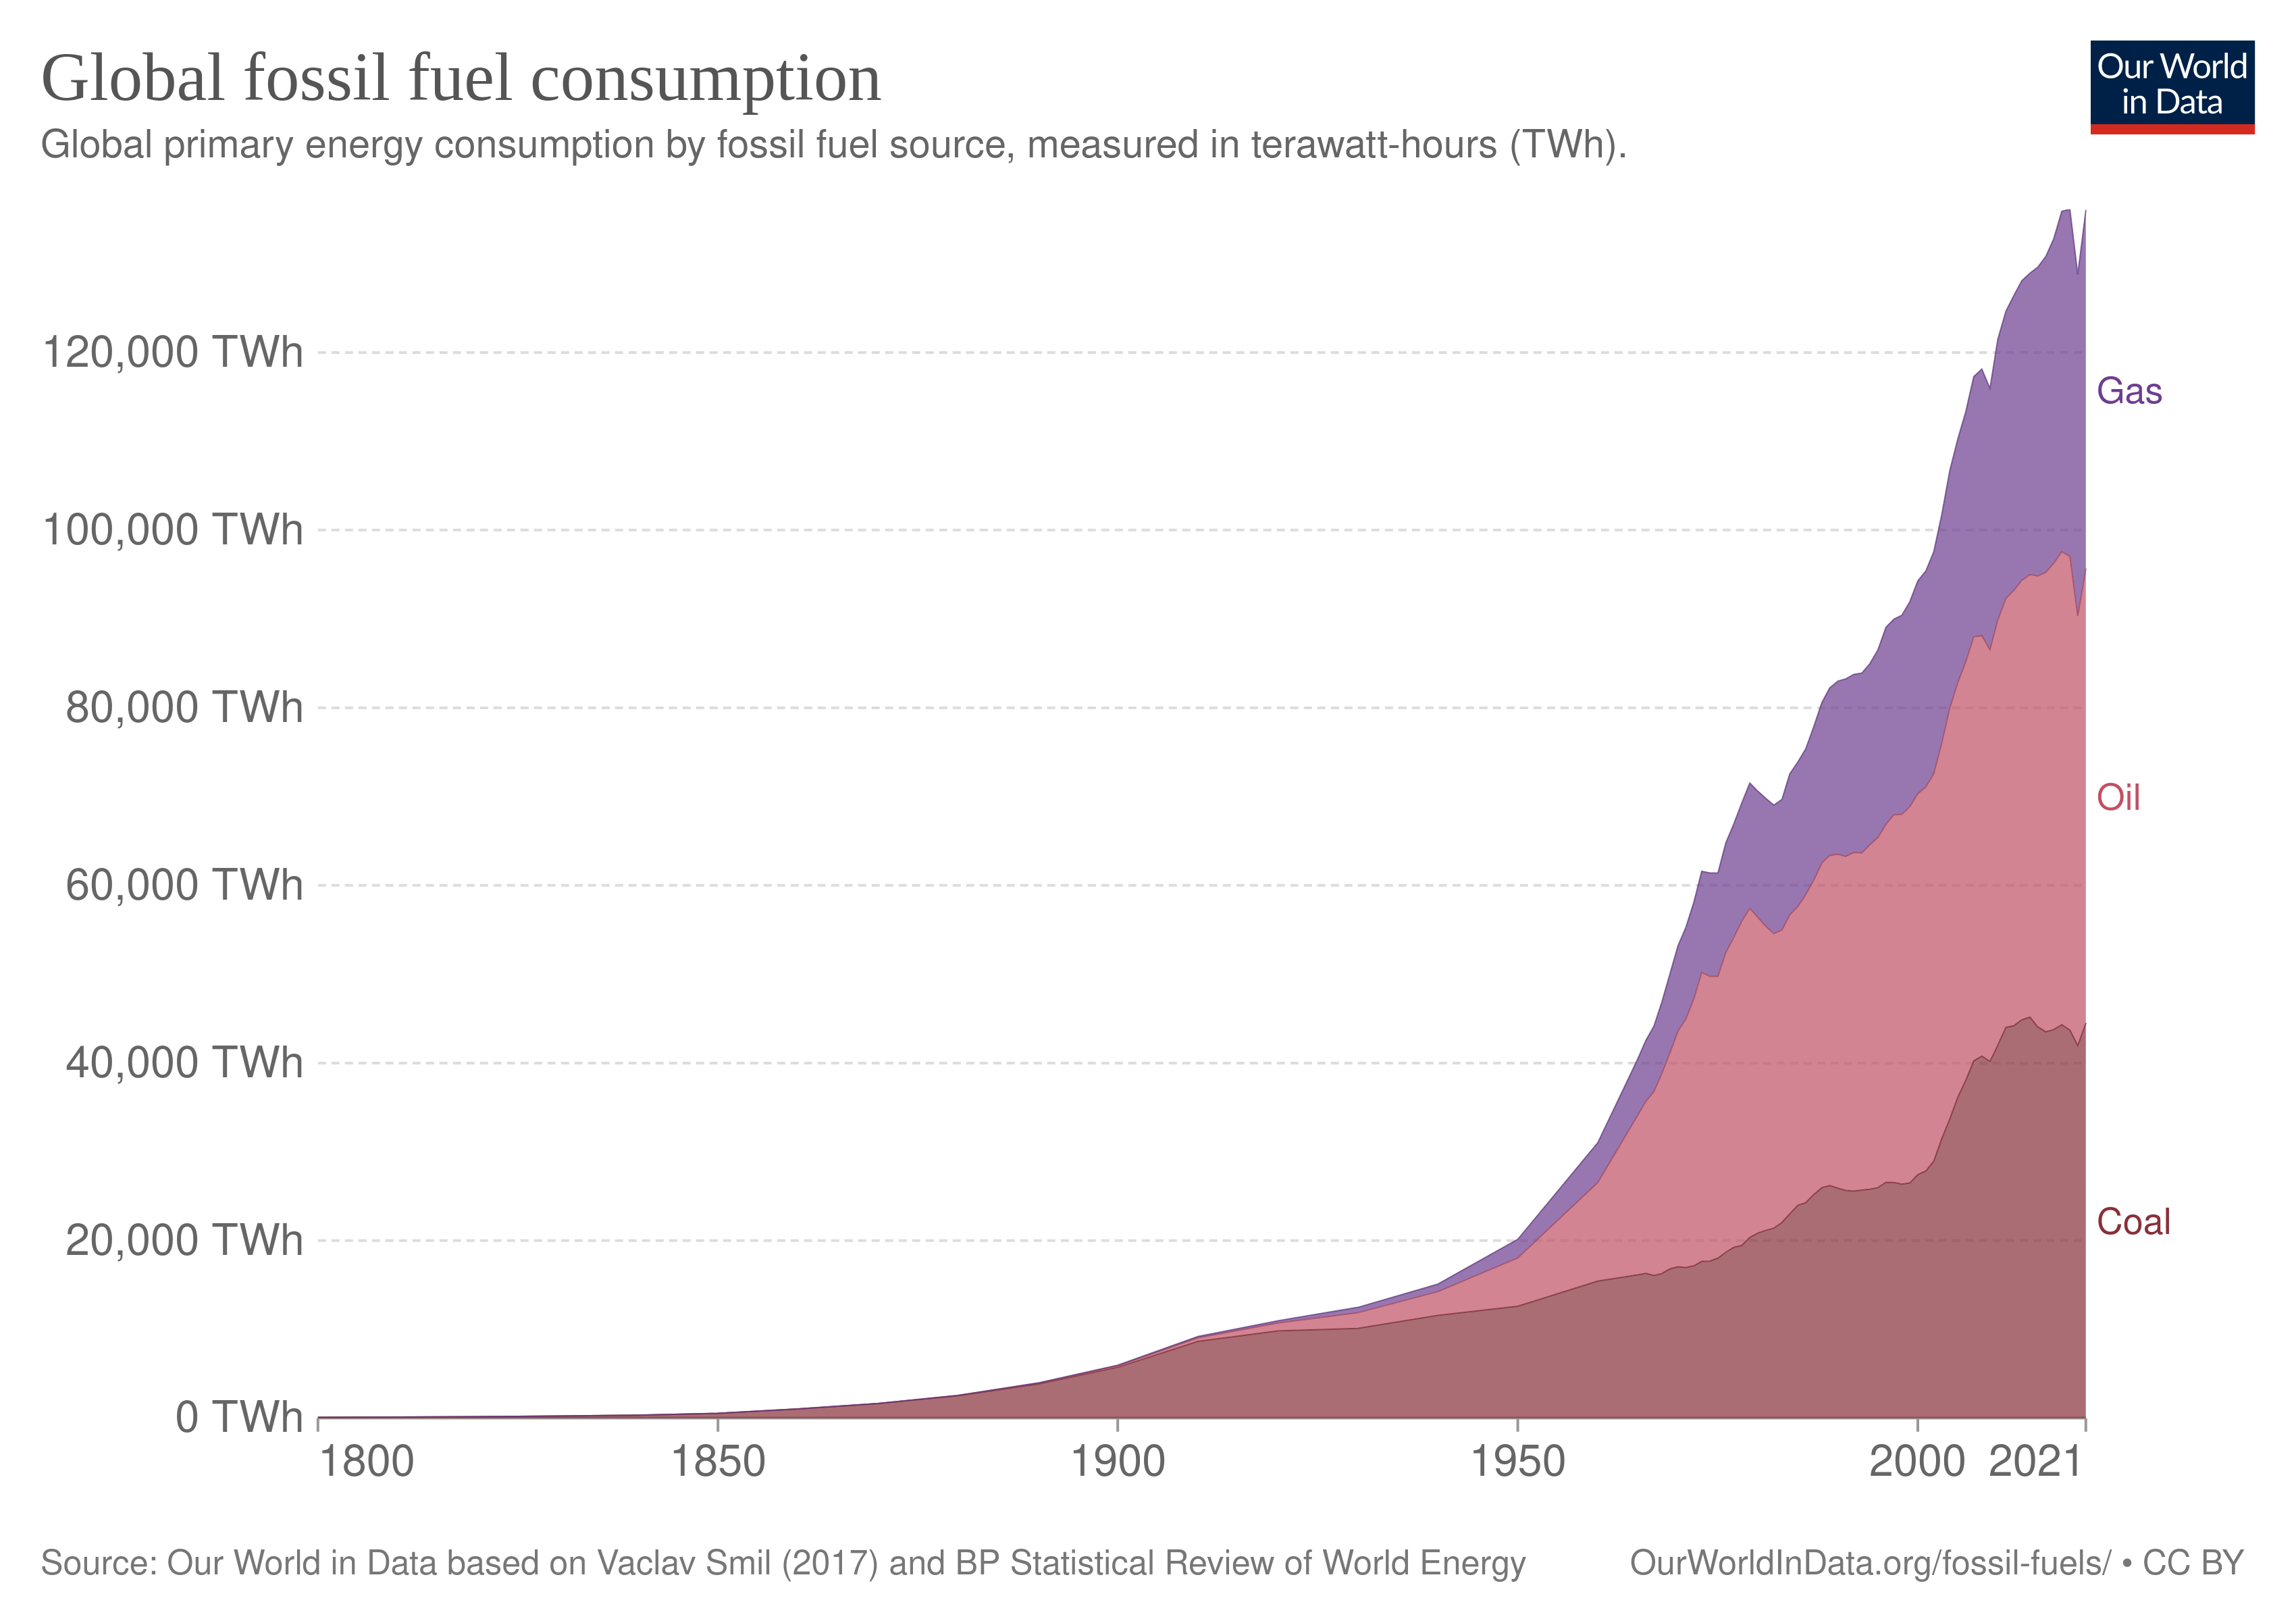 Global fossil fuel consumption
Global primary energy consumption by fossil fuel source, measured in terawatt-hours (TWh).
Our World
in Data
120,000 TWh
100,000 TWh
80,000 TWh
60,000 TWh
40,000 TWh
20,000 TWh
0 TWh
Gas
Oil
Coal
1800 1850 1900 1950 2000 2021
Source: Our World in Data based on Vaclav Smil (2017) and BP Statistical Review of World Energy
OurWorldInData.org/fossil-fuels/ • CC BY